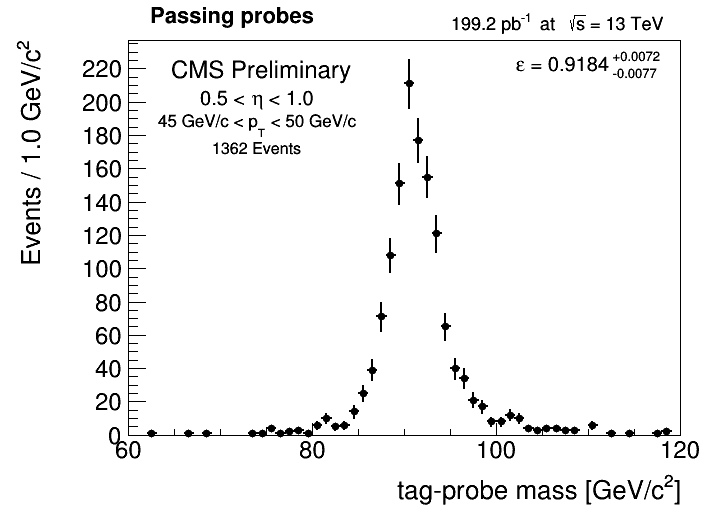 Passing probes
199.2 pb⁻¹ at √s = 13 TeV
CMS Preliminary
0.5 < η < 1.0
45 GeV/c < p_T < 50 GeV/c
1362 Events
ε = 0.9184 +0.0072 -0.0077
Events / 1.0 GeV/c²
220
200
180
160
140
120
100
80
60
40
20
0
60 80 100 120
tag-probe mass [GeV/c²]